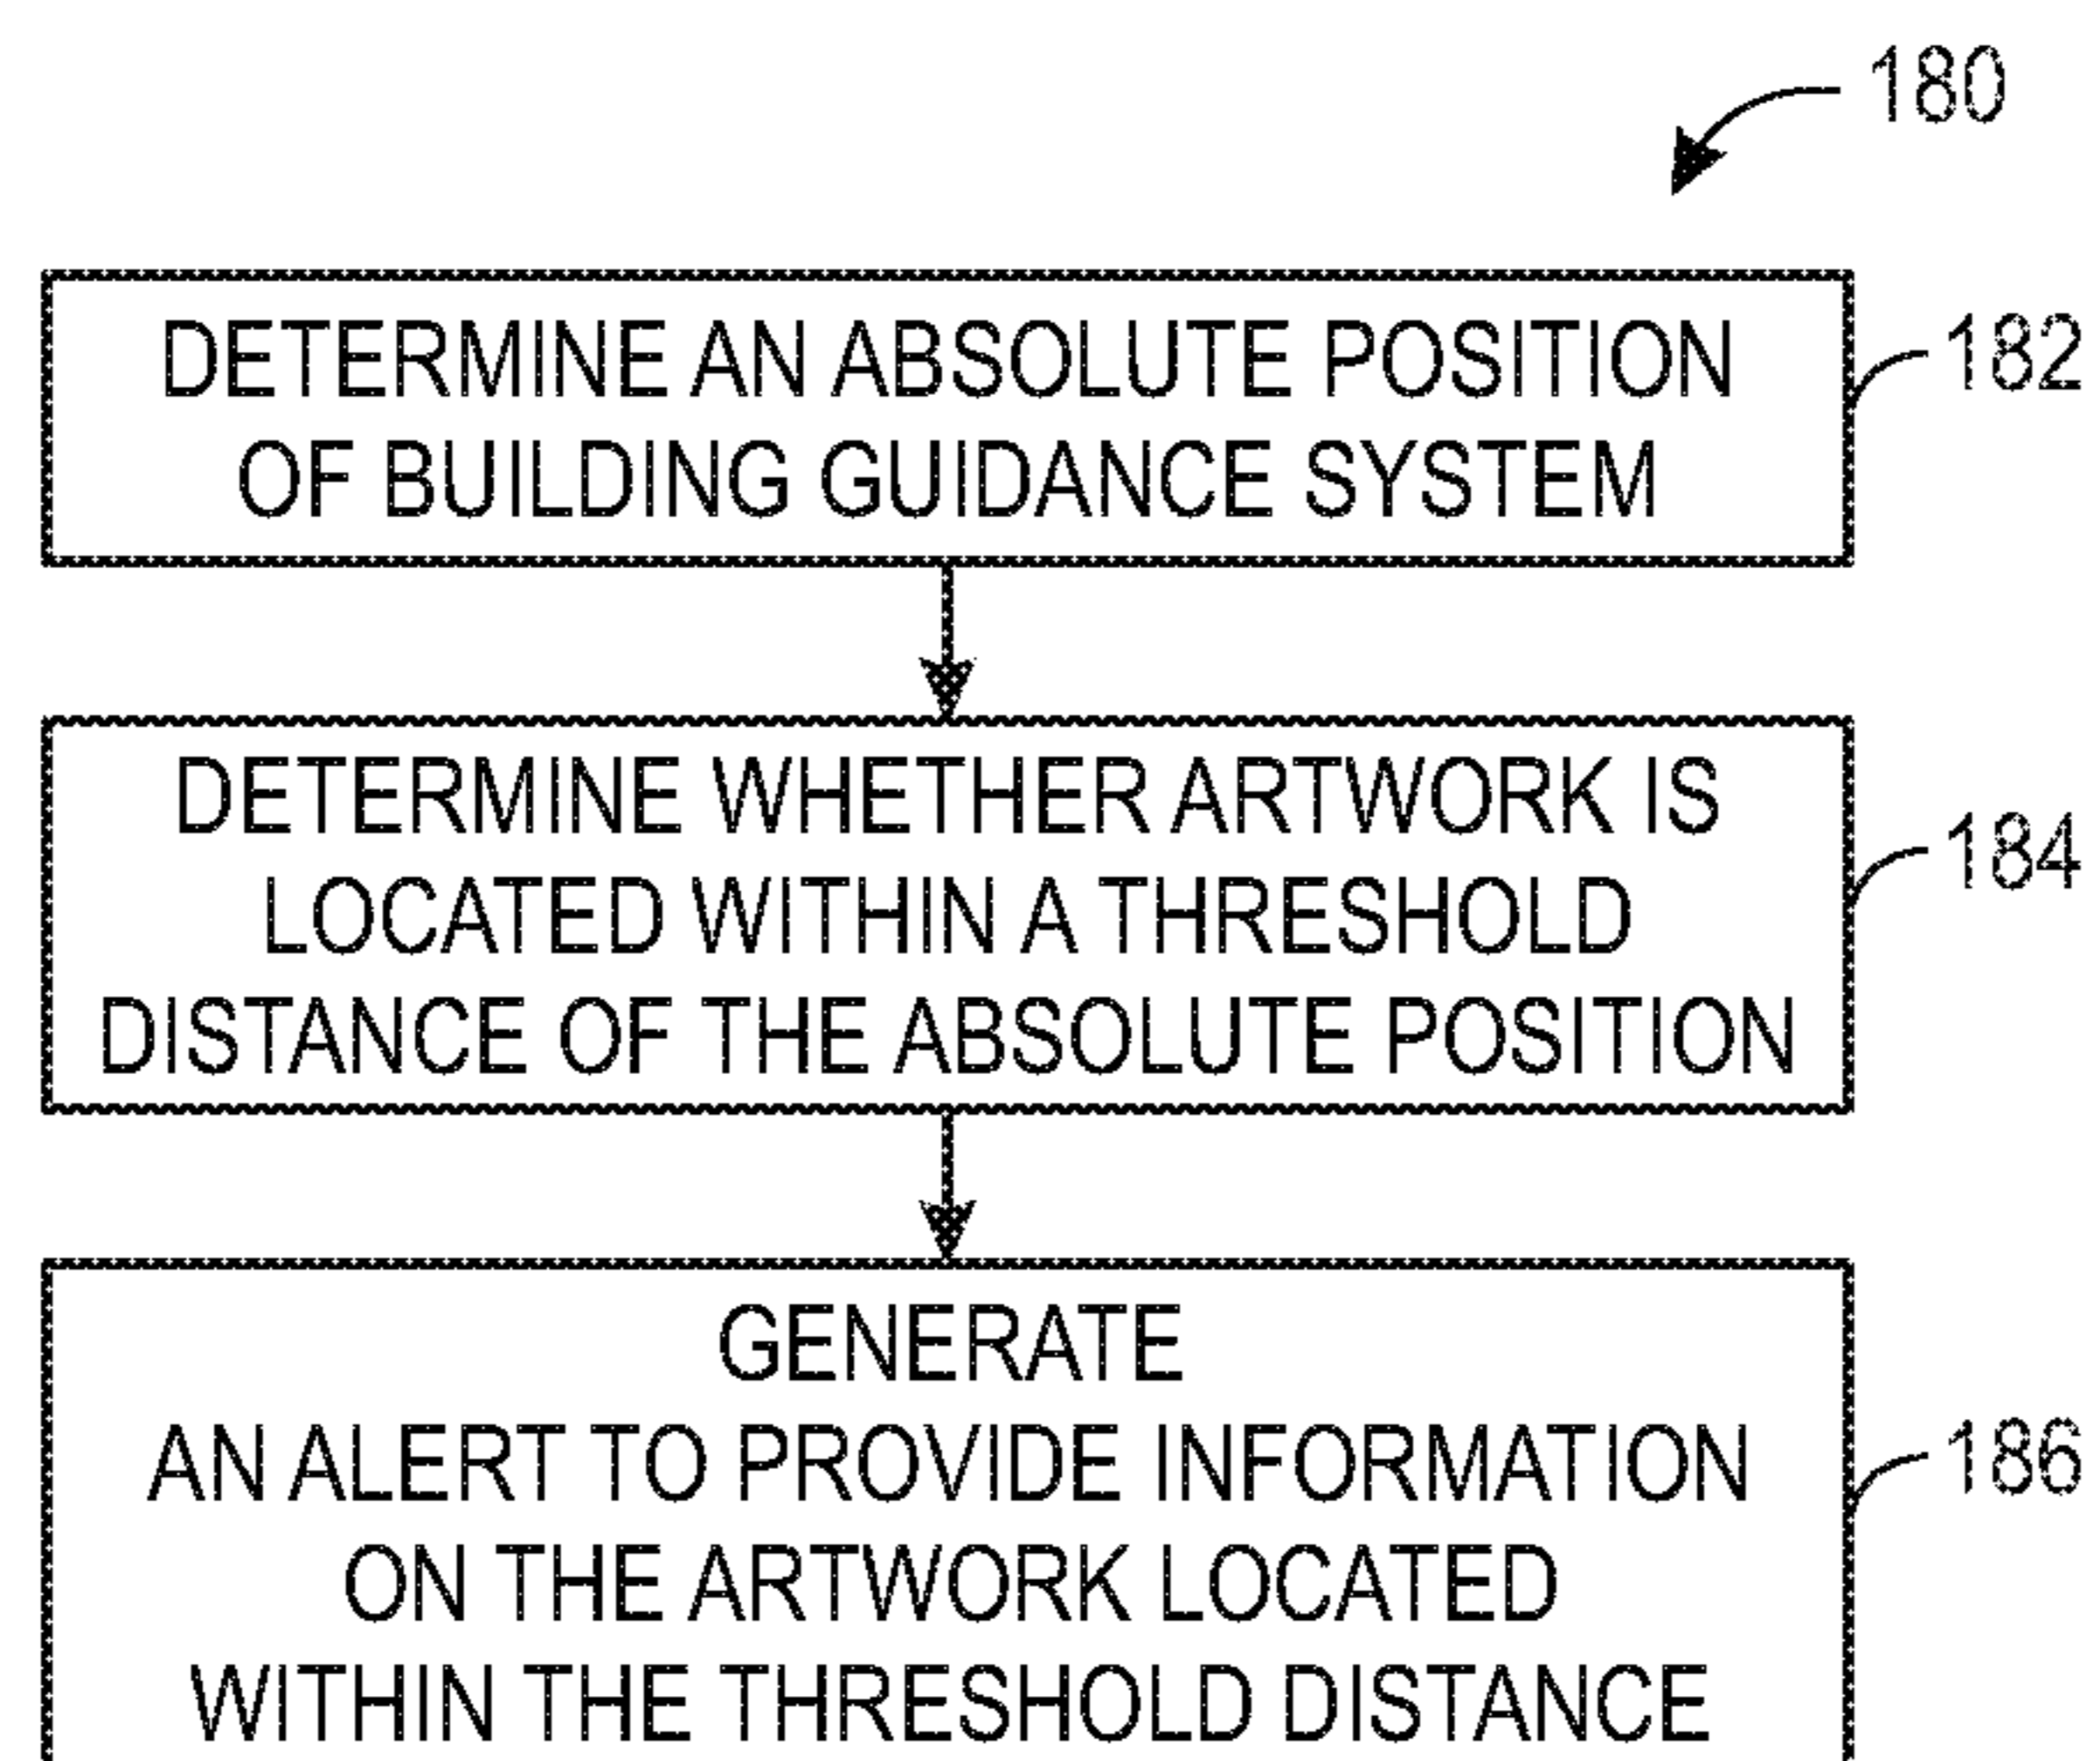 180
DETERMINE AN ABSOLUTE POSITION
OF BUILDING GUIDANCE SYSTEM
182
DETERMINE WHETHER ARTWORK IS
LOCATED WITHIN A THRESHOLD
DISTANCE OF THE ABSOLUTE POSITION
184
GENERATE
AN ALERT TO PROVIDE INFORMATION
ON THE ARTWORK LOCATED
WITHIN THE THRESHOLD DISTANCE
186